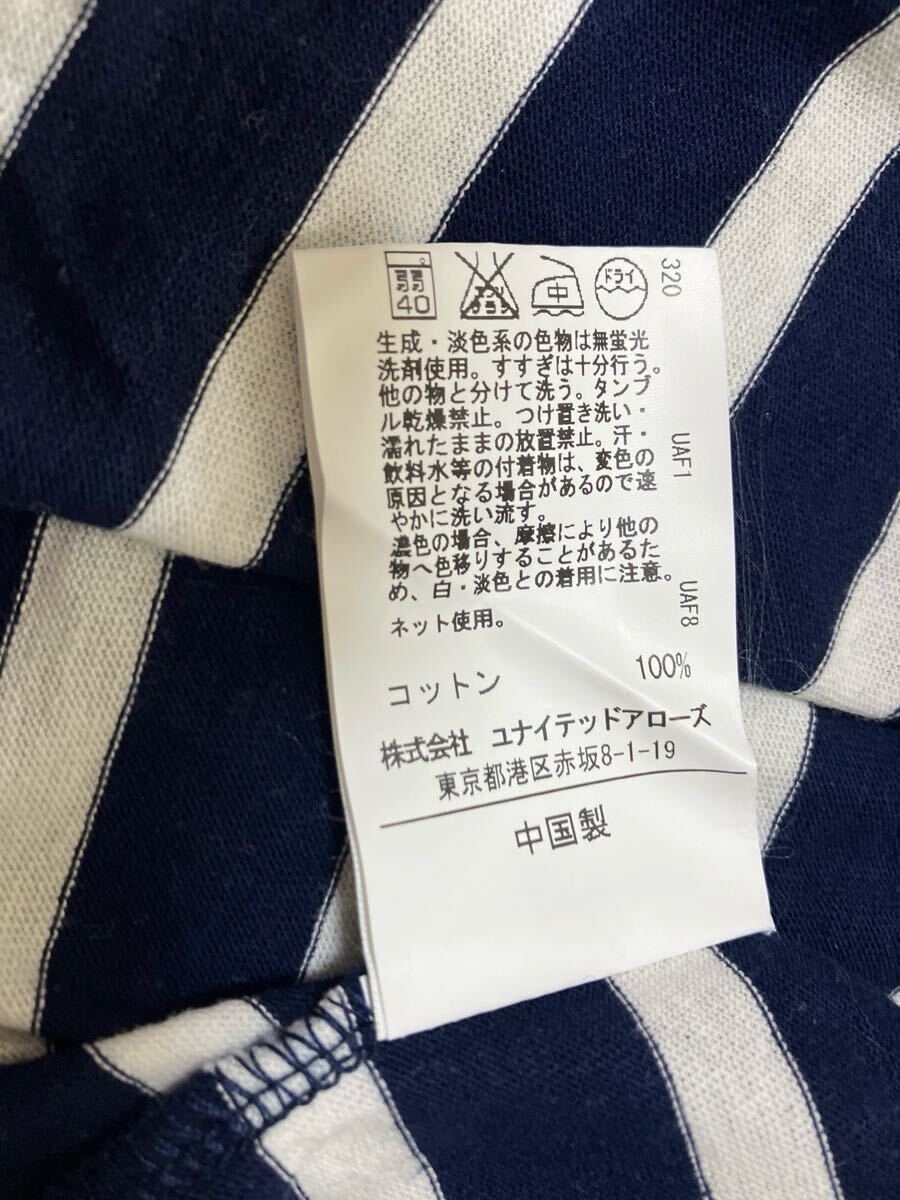 弱
40
エンソ
サラシ
中
ドライ
320
生成・淡色系の色物は無蛍光
洗剤使用。すすぎは十分行う。
他の物と分けて洗う。タンブ
ル乾燥禁止。つけ置き洗い・
濡れたままの放置禁止。汗・
飲料水等の付着物は、変色の
原因となる場合があるので速
やかに洗い流す。
濃色の場合、摩擦により他の
物へ色移りすることがあるた
め、白・淡色との着用に注意。
ネット使用。
UAF1
UAF8
コットン 100%
株式会社 ユナイテッドアローズ
東京都港区赤坂8-1-19
中国製